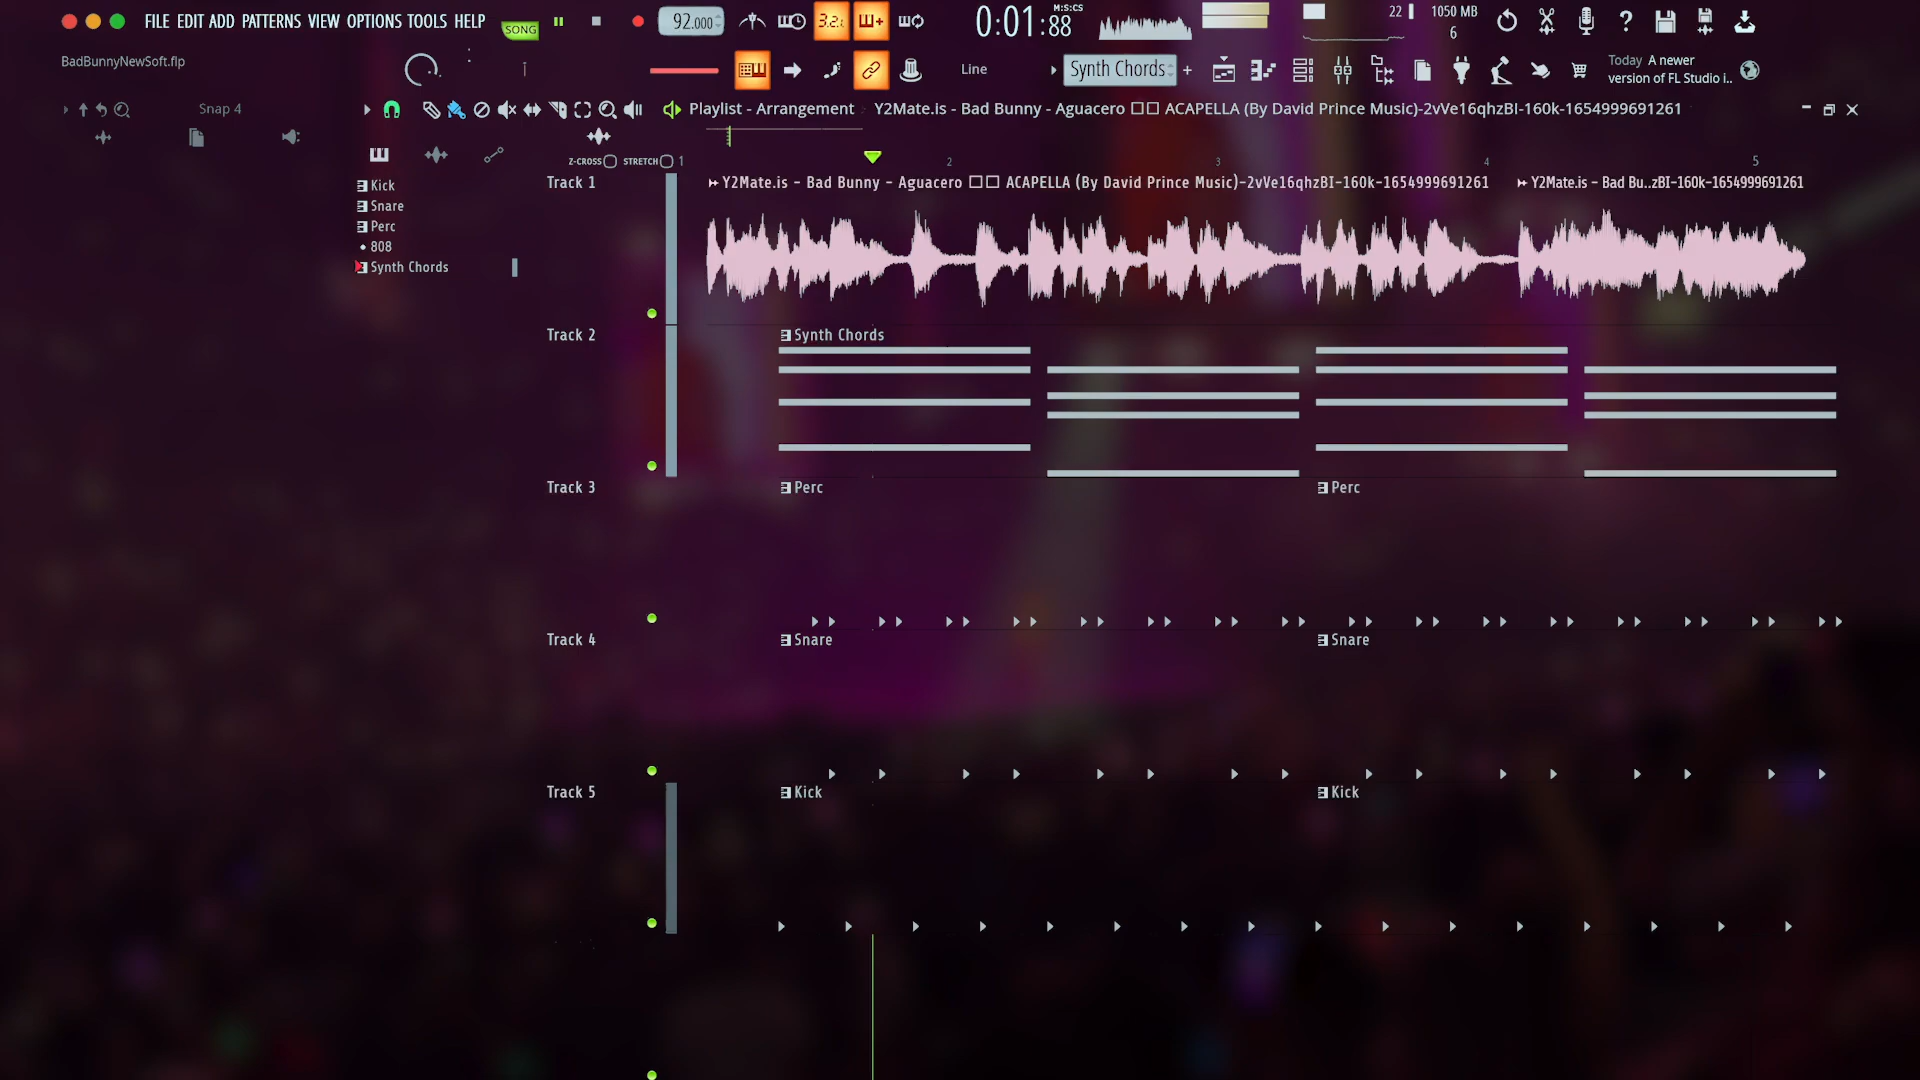 FILE EDIT ADD PATTERNS VIEW OPTIONS TOOLS HELP
SONG
92.000
3.2.
0:01:88
M:S:CS
22
1050 MB
6
BadBunnyNewSoft.flp
Line
Synth Chords
Today A newer
version of FL Studio i..
Snap 4
Playlist - Arrangement
Y2Mate.is - Bad Bunny - Aguacero □□ ACAPELLA (By David Prince Music)-2vVe16qhzBI-160k-1654999691261
Z-CROSS STRETCH
1 2 3 4 5
Kick
Snare
Perc
808
Synth Chords
Track 1
Y2Mate.is - Bad Bunny - Aguacero □□ ACAPELLA (By David Prince Music)-2vVe16qhzBI-160k-1654999691261
Y2Mate.is - Bad Bu..zBI-160k-1654999691261
Track 2
Synth Chords
Track 3
Perc Perc
Track 4
Snare Snare
Track 5
Kick Kick